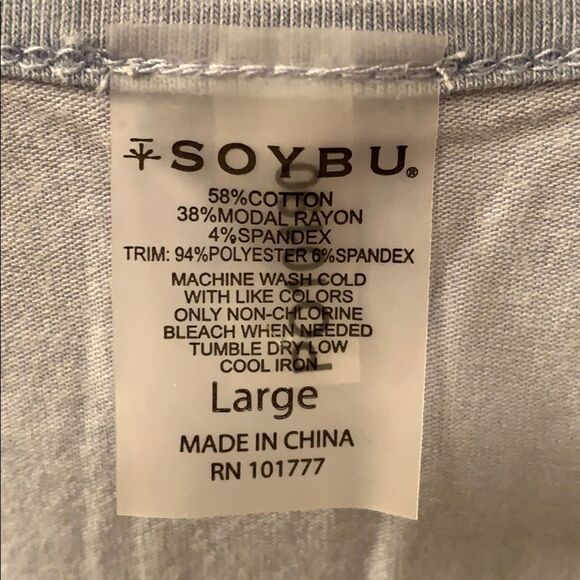 SOYBU®
58%COTTON
38%MODAL RAYON
4%SPANDEX
TRIM: 94%POLYESTER 6%SPANDEX
MACHINE WASH COLD
WITH LIKE COLORS
ONLY NON-CHLORINE
BLEACH WHEN NEEDED
TUMBLE DRY LOW
COOL IRON
Large
MADE IN CHINA
RN 101777